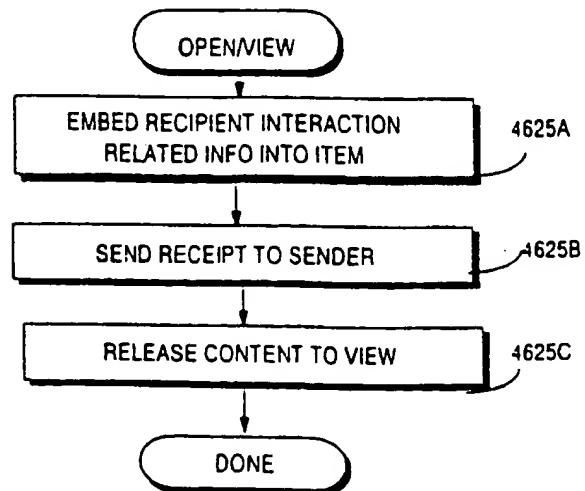 OPEN/VIEW
EMBED RECIPIENT INTERACTION
RELATED INFO INTO ITEM
4625A
SEND RECEIPT TO SENDER
4625B
RELEASE CONTENT TO VIEW
4625C
DONE